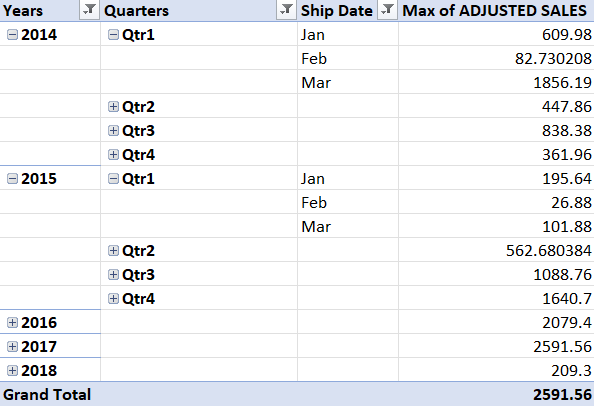 Years Quarters Ship Date Max of ADJUSTED SALES
2014 Qtr1 Jan 609.98
Feb 82.730208
Mar 1856.19
Qtr2 447.86
Qtr3 838.38
Qtr4 361.96
2015 Qtr1 Jan 195.64
Feb 26.88
Mar 101.88
Qtr2 562.680384
Qtr3 1088.76
Qtr4 1640.7
2016 2079.4
2017 2591.56
2018 209.3
Grand Total 2591.56